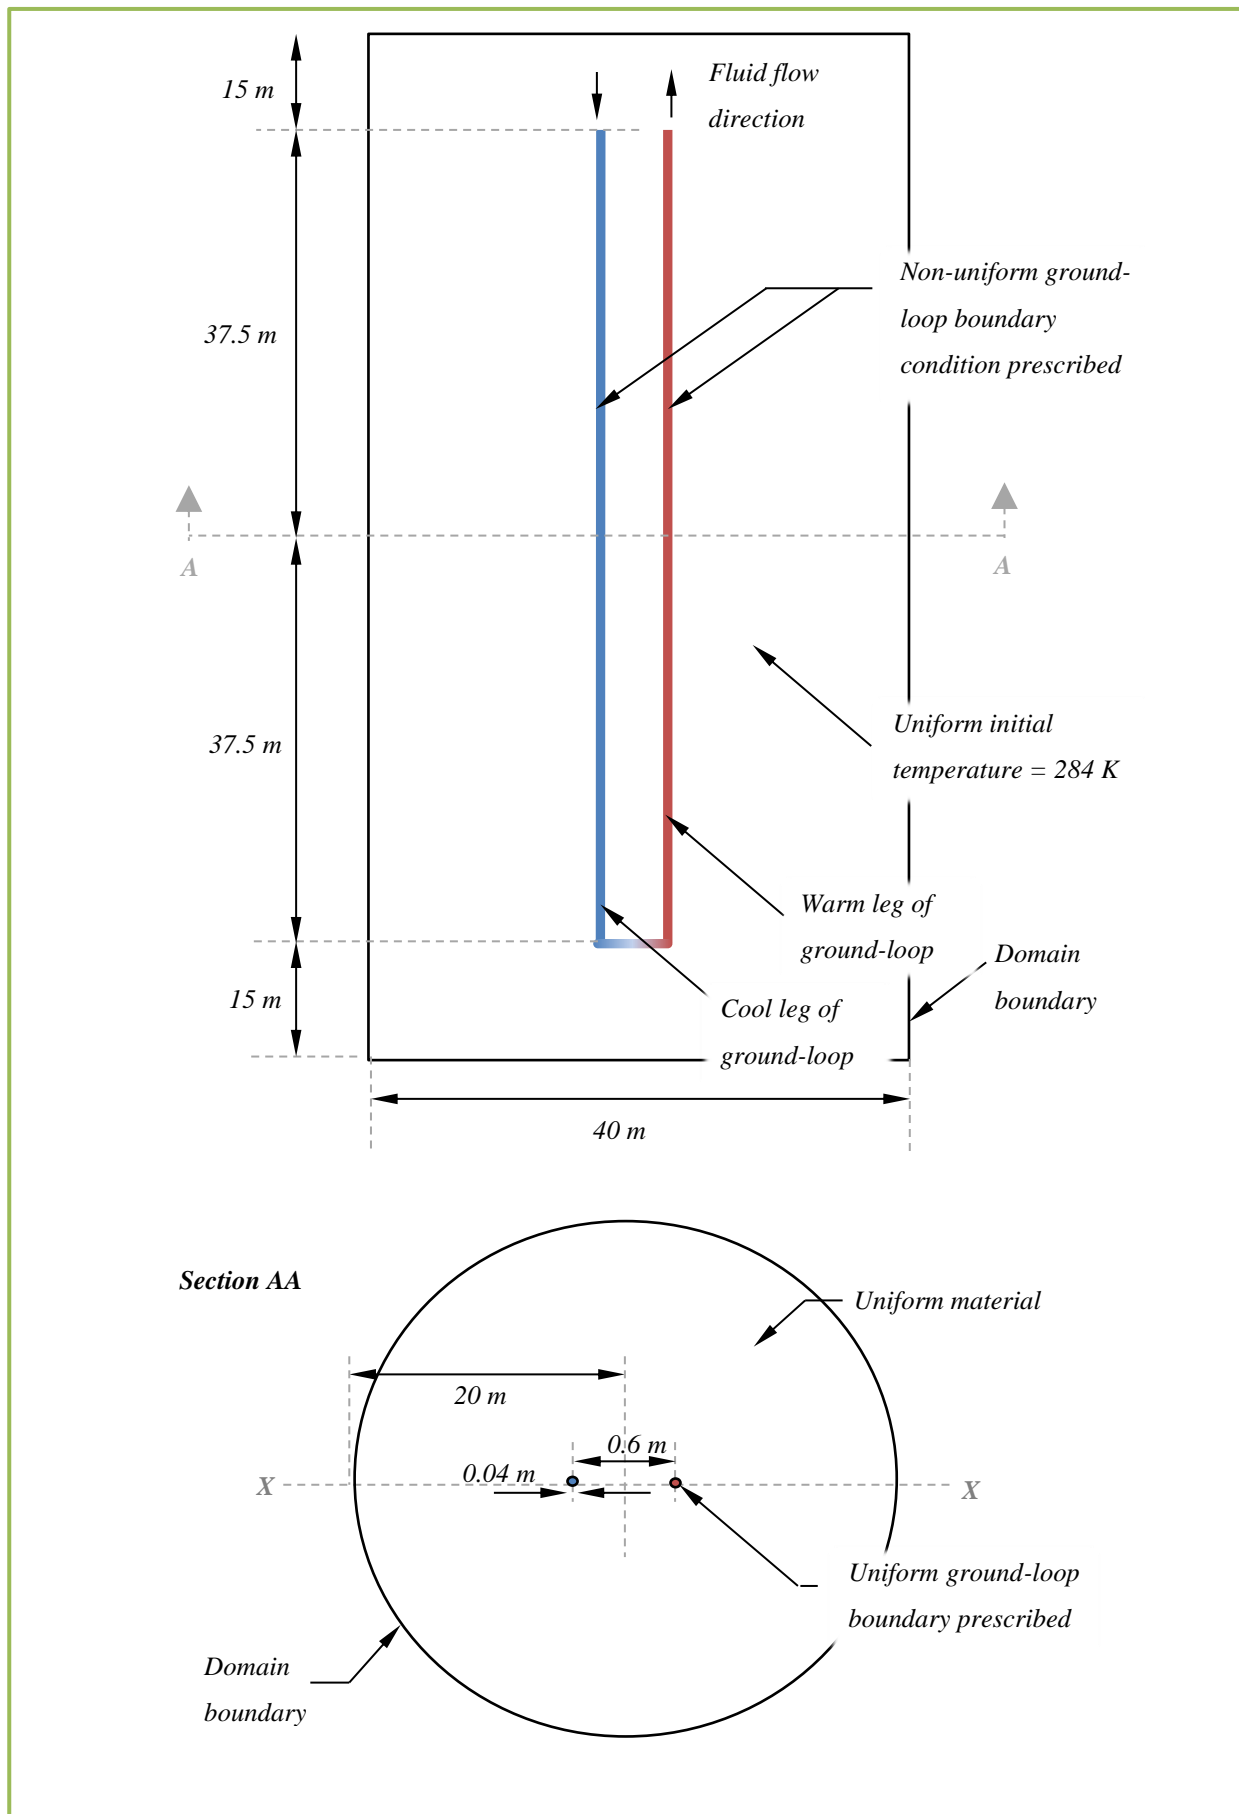 15 m
Fluid flow
direction
Non-uniform ground-
loop boundary
condition prescribed
37.5 m
A
A
Uniform initial
temperature = 284 K
37.5 m
Warm leg of
ground-loop
Domain
boundary
15 m
Cool leg of
ground-loop
40 m
Section AA
Uniform material
20 m
0.6 m
0.04 m
X
X
Uniform ground-loop
boundary prescribed
Domain
boundary